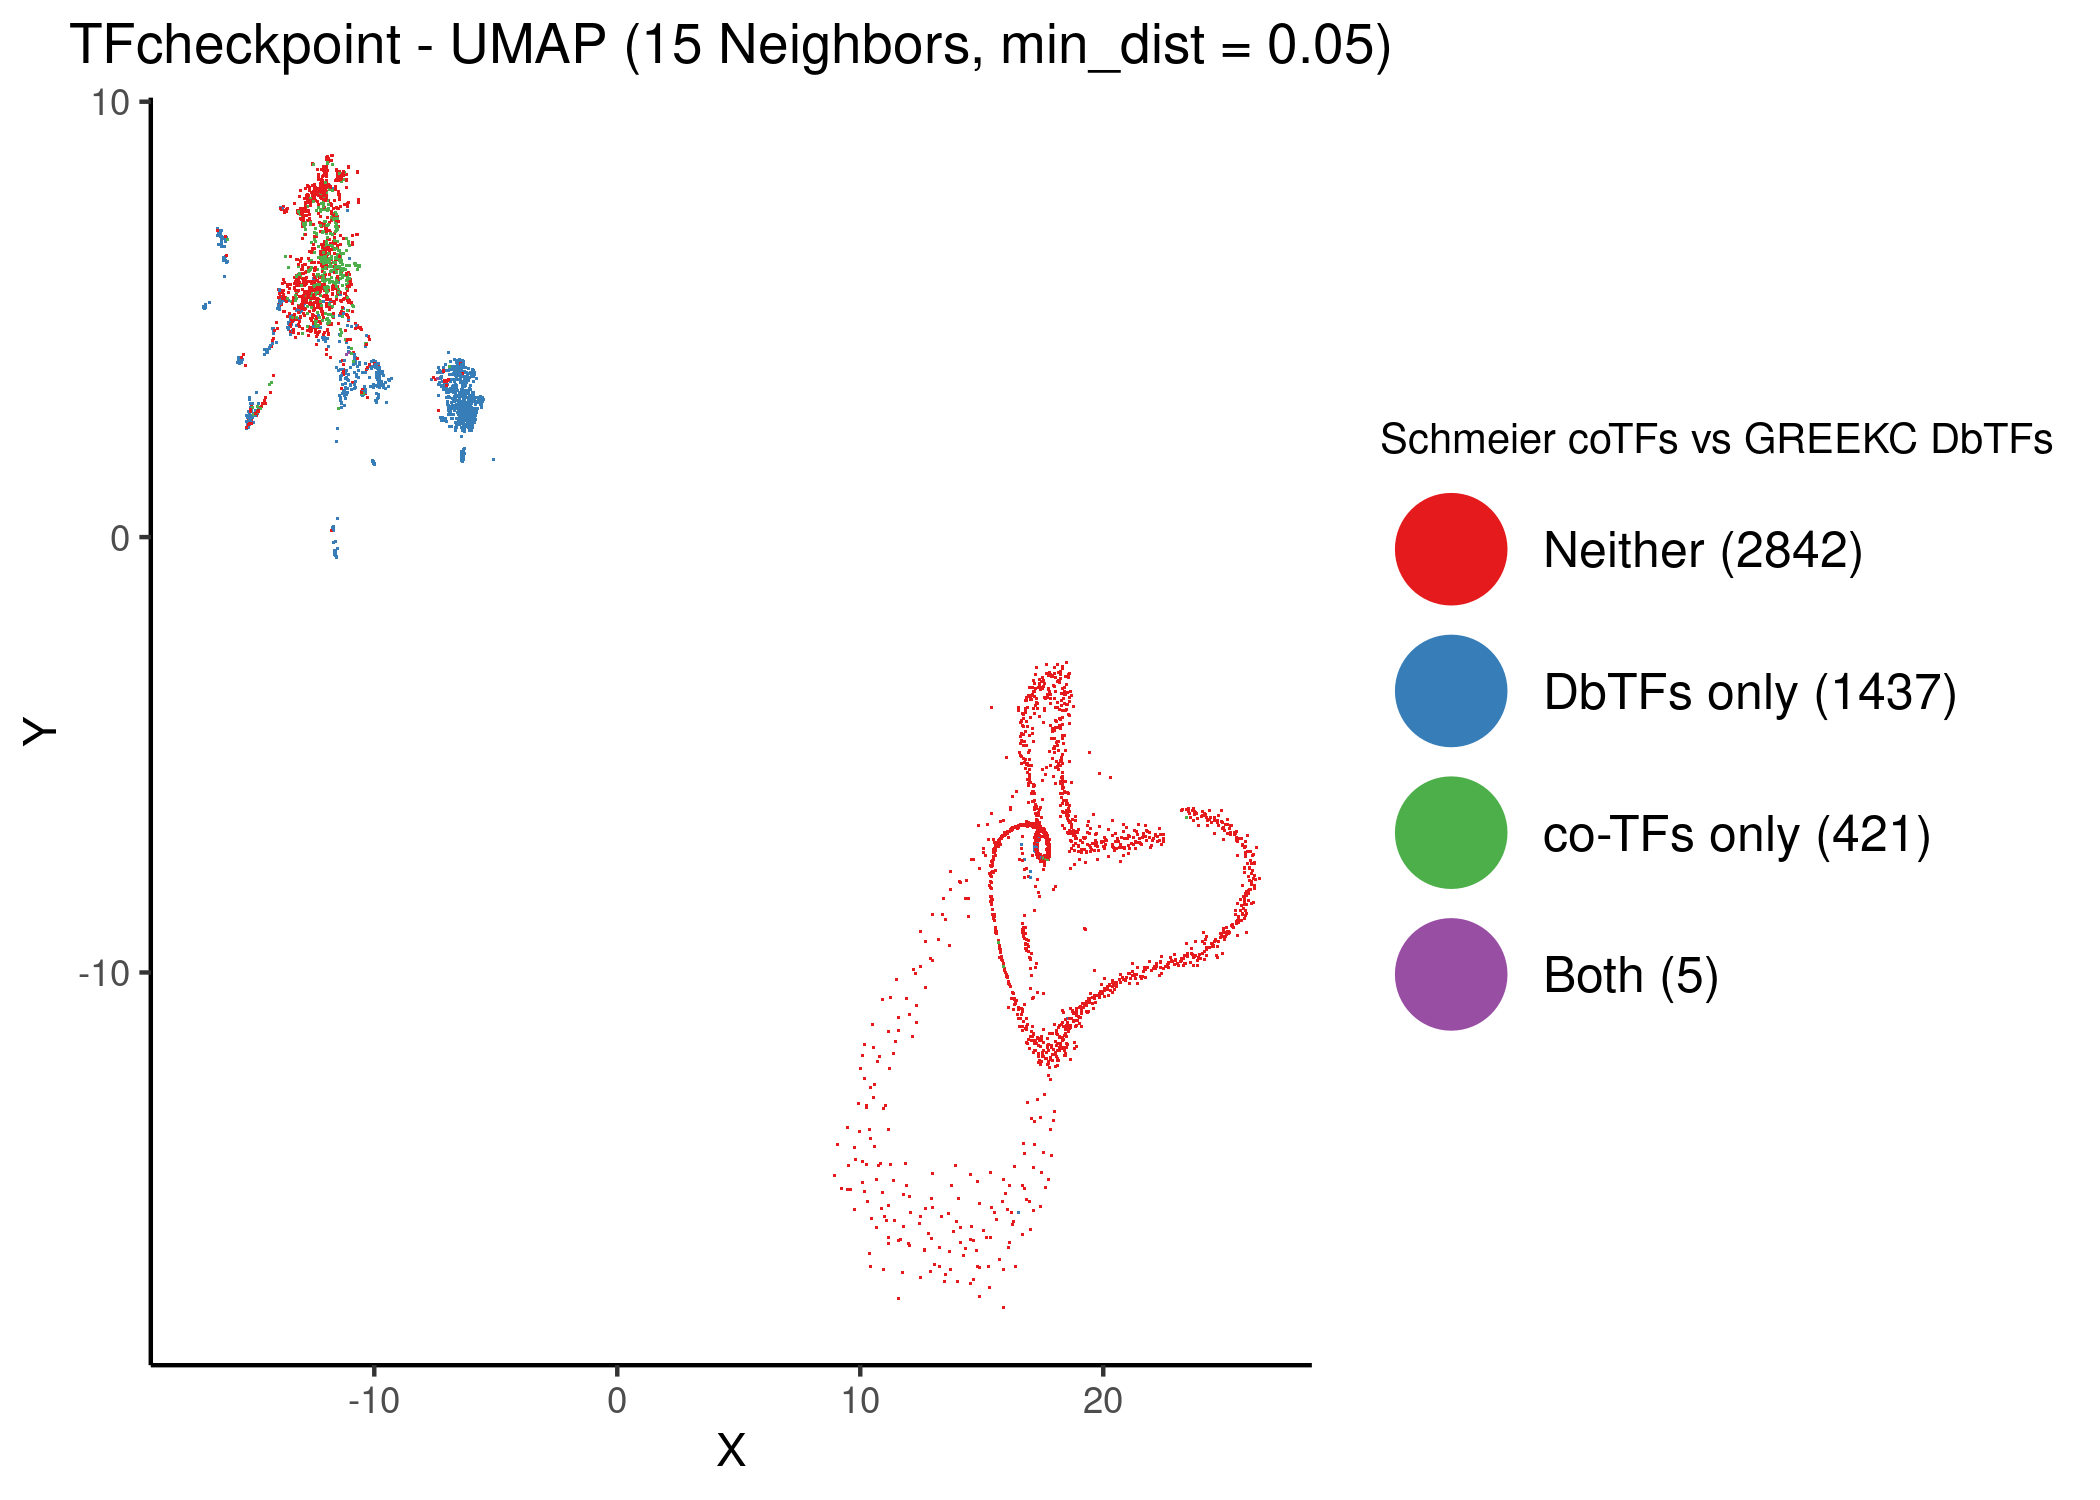 TFcheckpoint - UMAP (15 Neighbors, min_dist = 0.05)
10
0
-10
Y
-10 0 10 20
X
Schmeier coTFs vs GREEKC DbTFs
Neither (2842)
DbTFs only (1437)
co-TFs only (421)
Both (5)